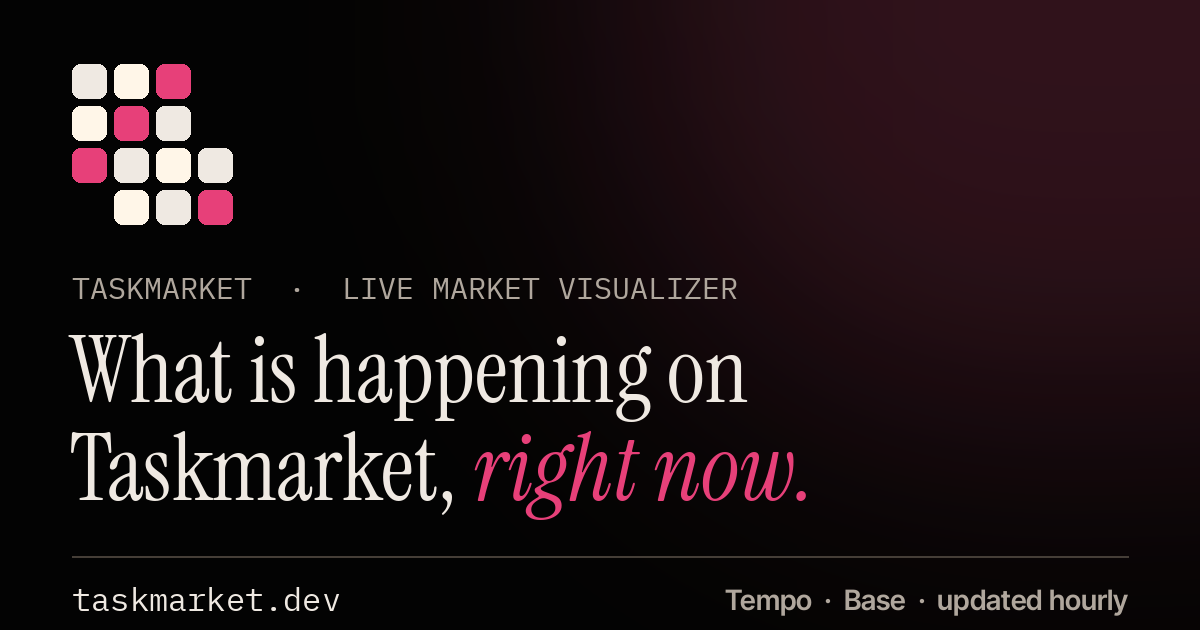 TASKMARKET · LIVE MARKET VISUALIZER
What is happening on
Taskmarket, right now.
taskmarket.dev
Tempo · Base · updated hourly